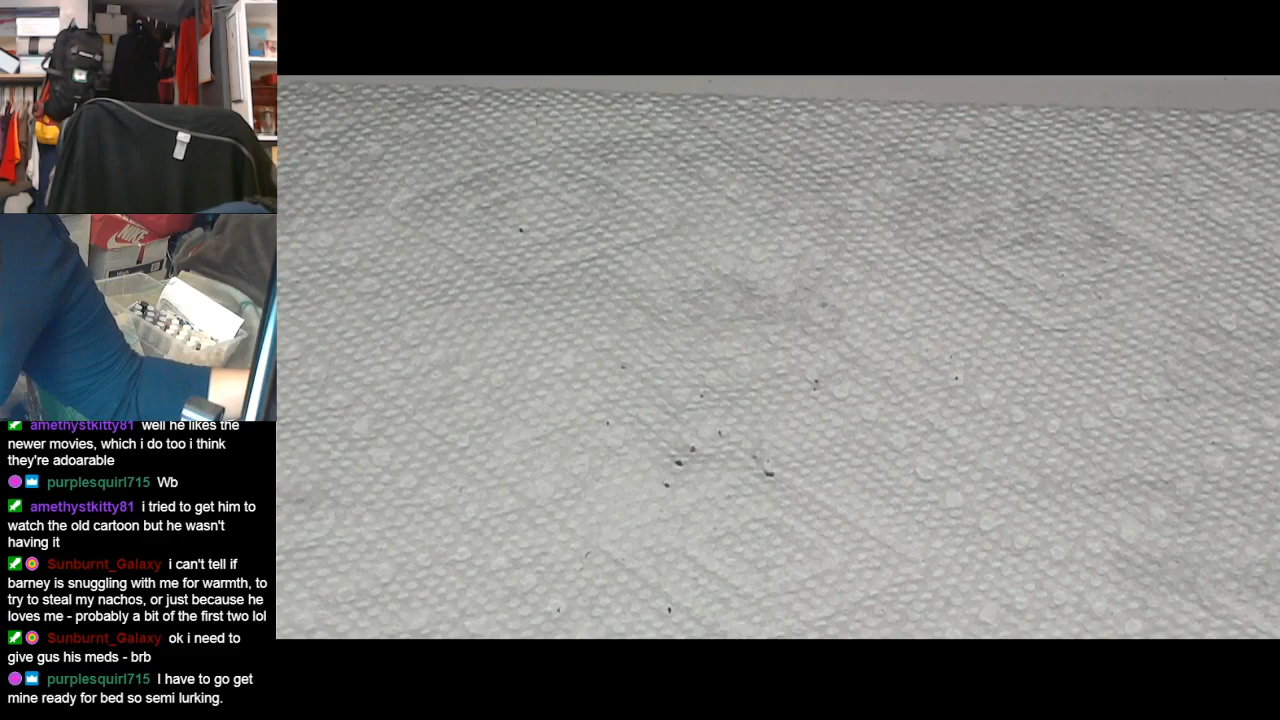 NIKE
amethystkitty81 well he likes the
newer movies, which i do too i think
they're adoarable
purplesquirl715 Wb
amethystkitty81 i tried to get him to
watch the old cartoon but he wasn't
having it
Sunburnt_Galaxy i can't tell if
barney is snuggling with me for warmth, to
try to steal my nachos, or just because he
loves me - probably a bit of the first two lol
Sunburnt_Galaxy ok i need to
give gus his meds - brb
purplesquirl715 I have to go get
mine ready for bed so semi lurking.